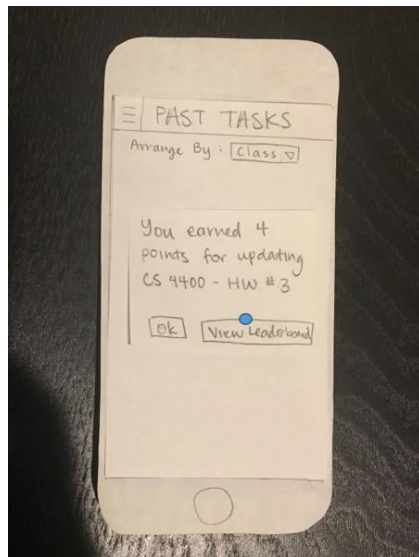 PAST TASKS
Arrange By: Class
You earned 4
points for updating
CS 4400 - HW #3
OK
View Leaderboard